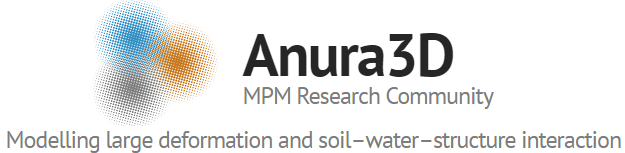 Anura3D
MPM Research Community
Modelling large deformation and soil–water–structure interaction